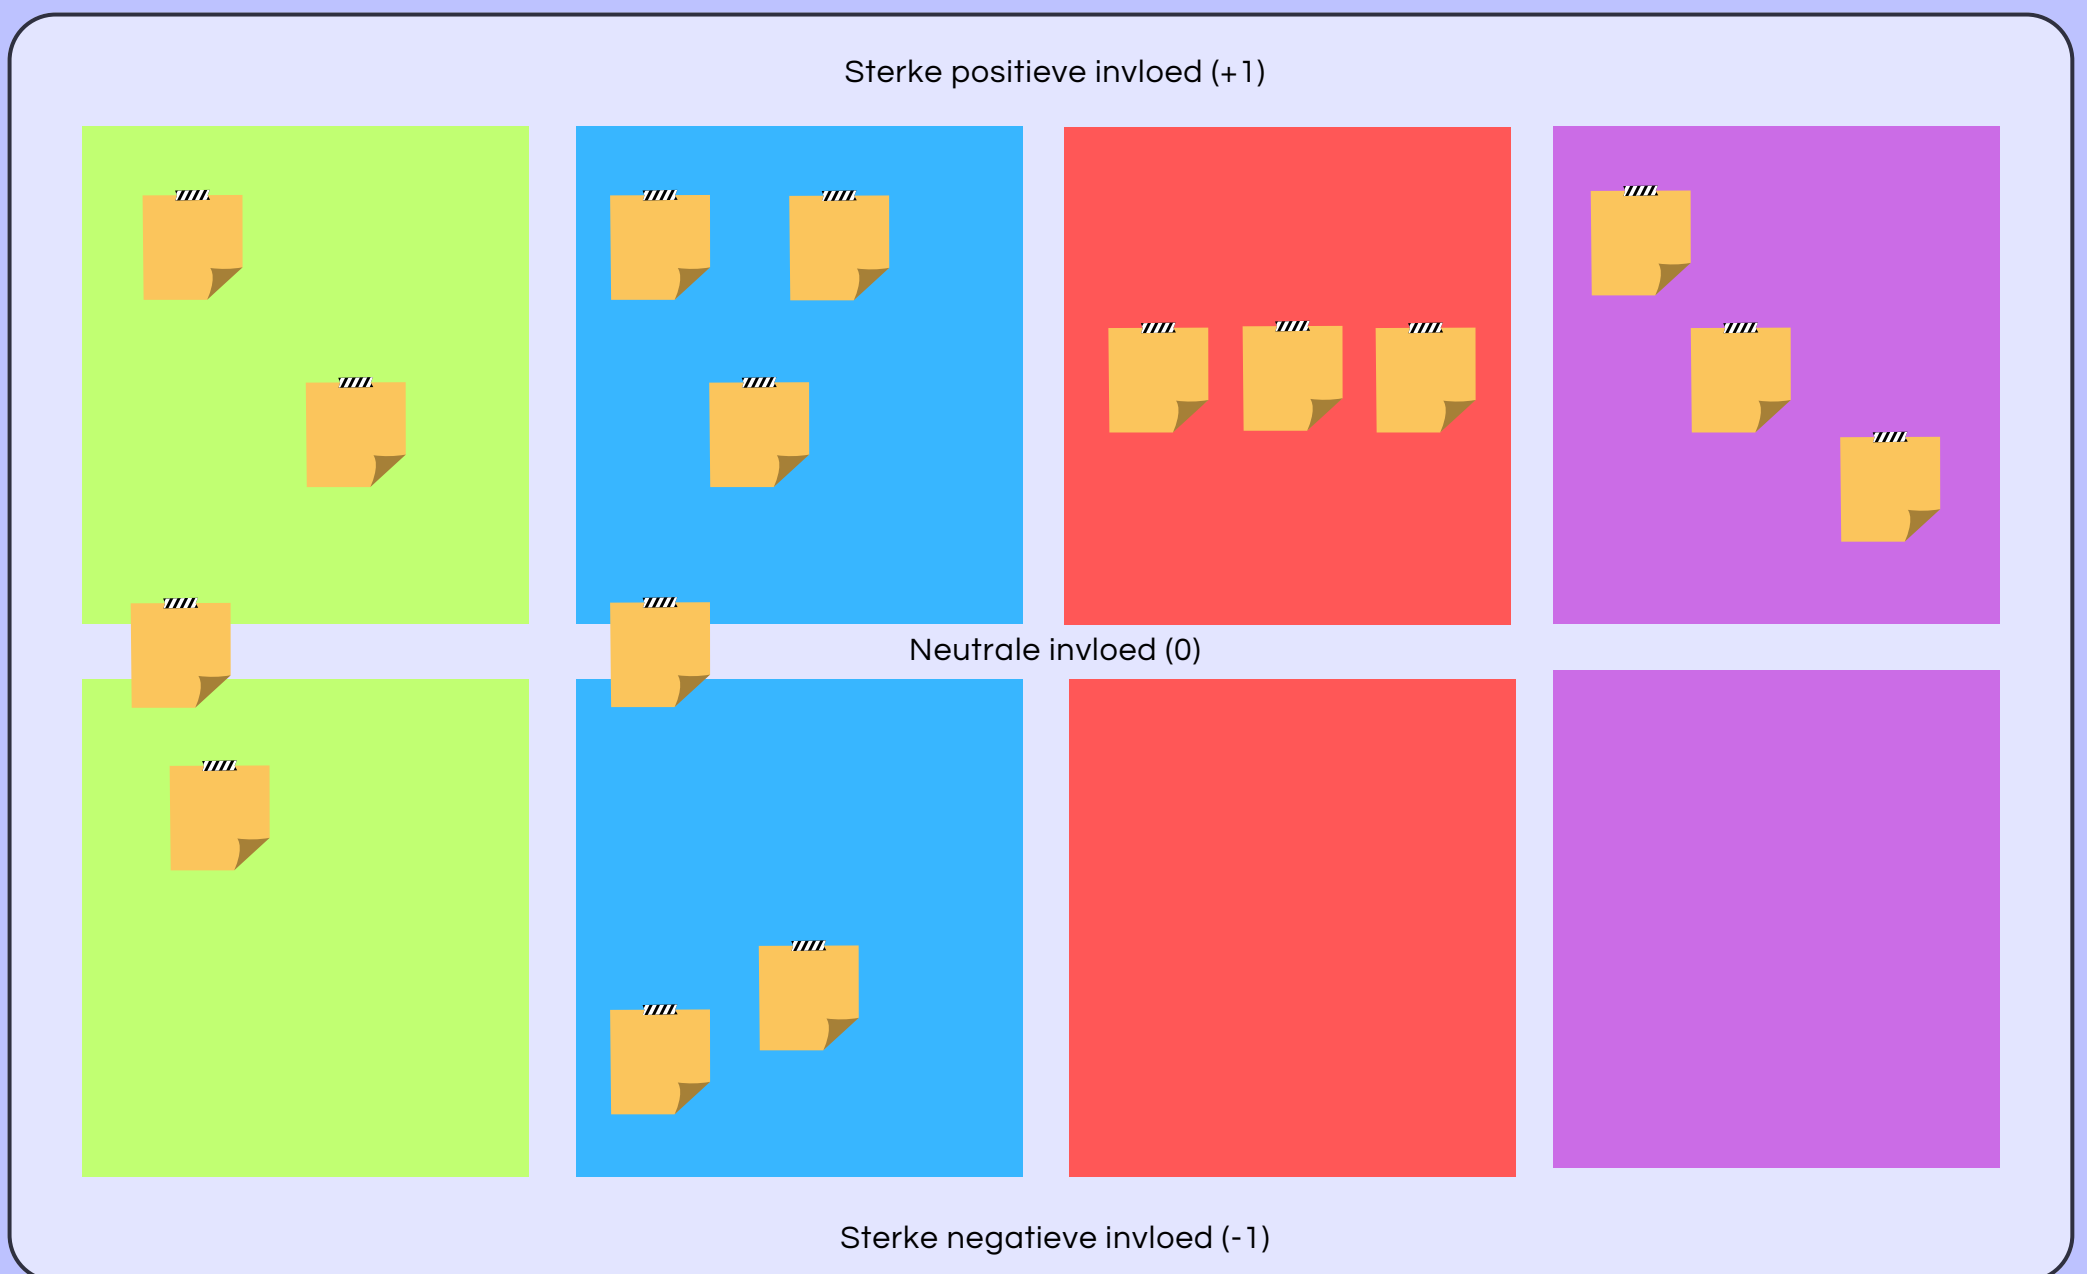 Sterke positieve invloed (+1)
Neutrale invloed (0)
Sterke negatieve invloed (-1)